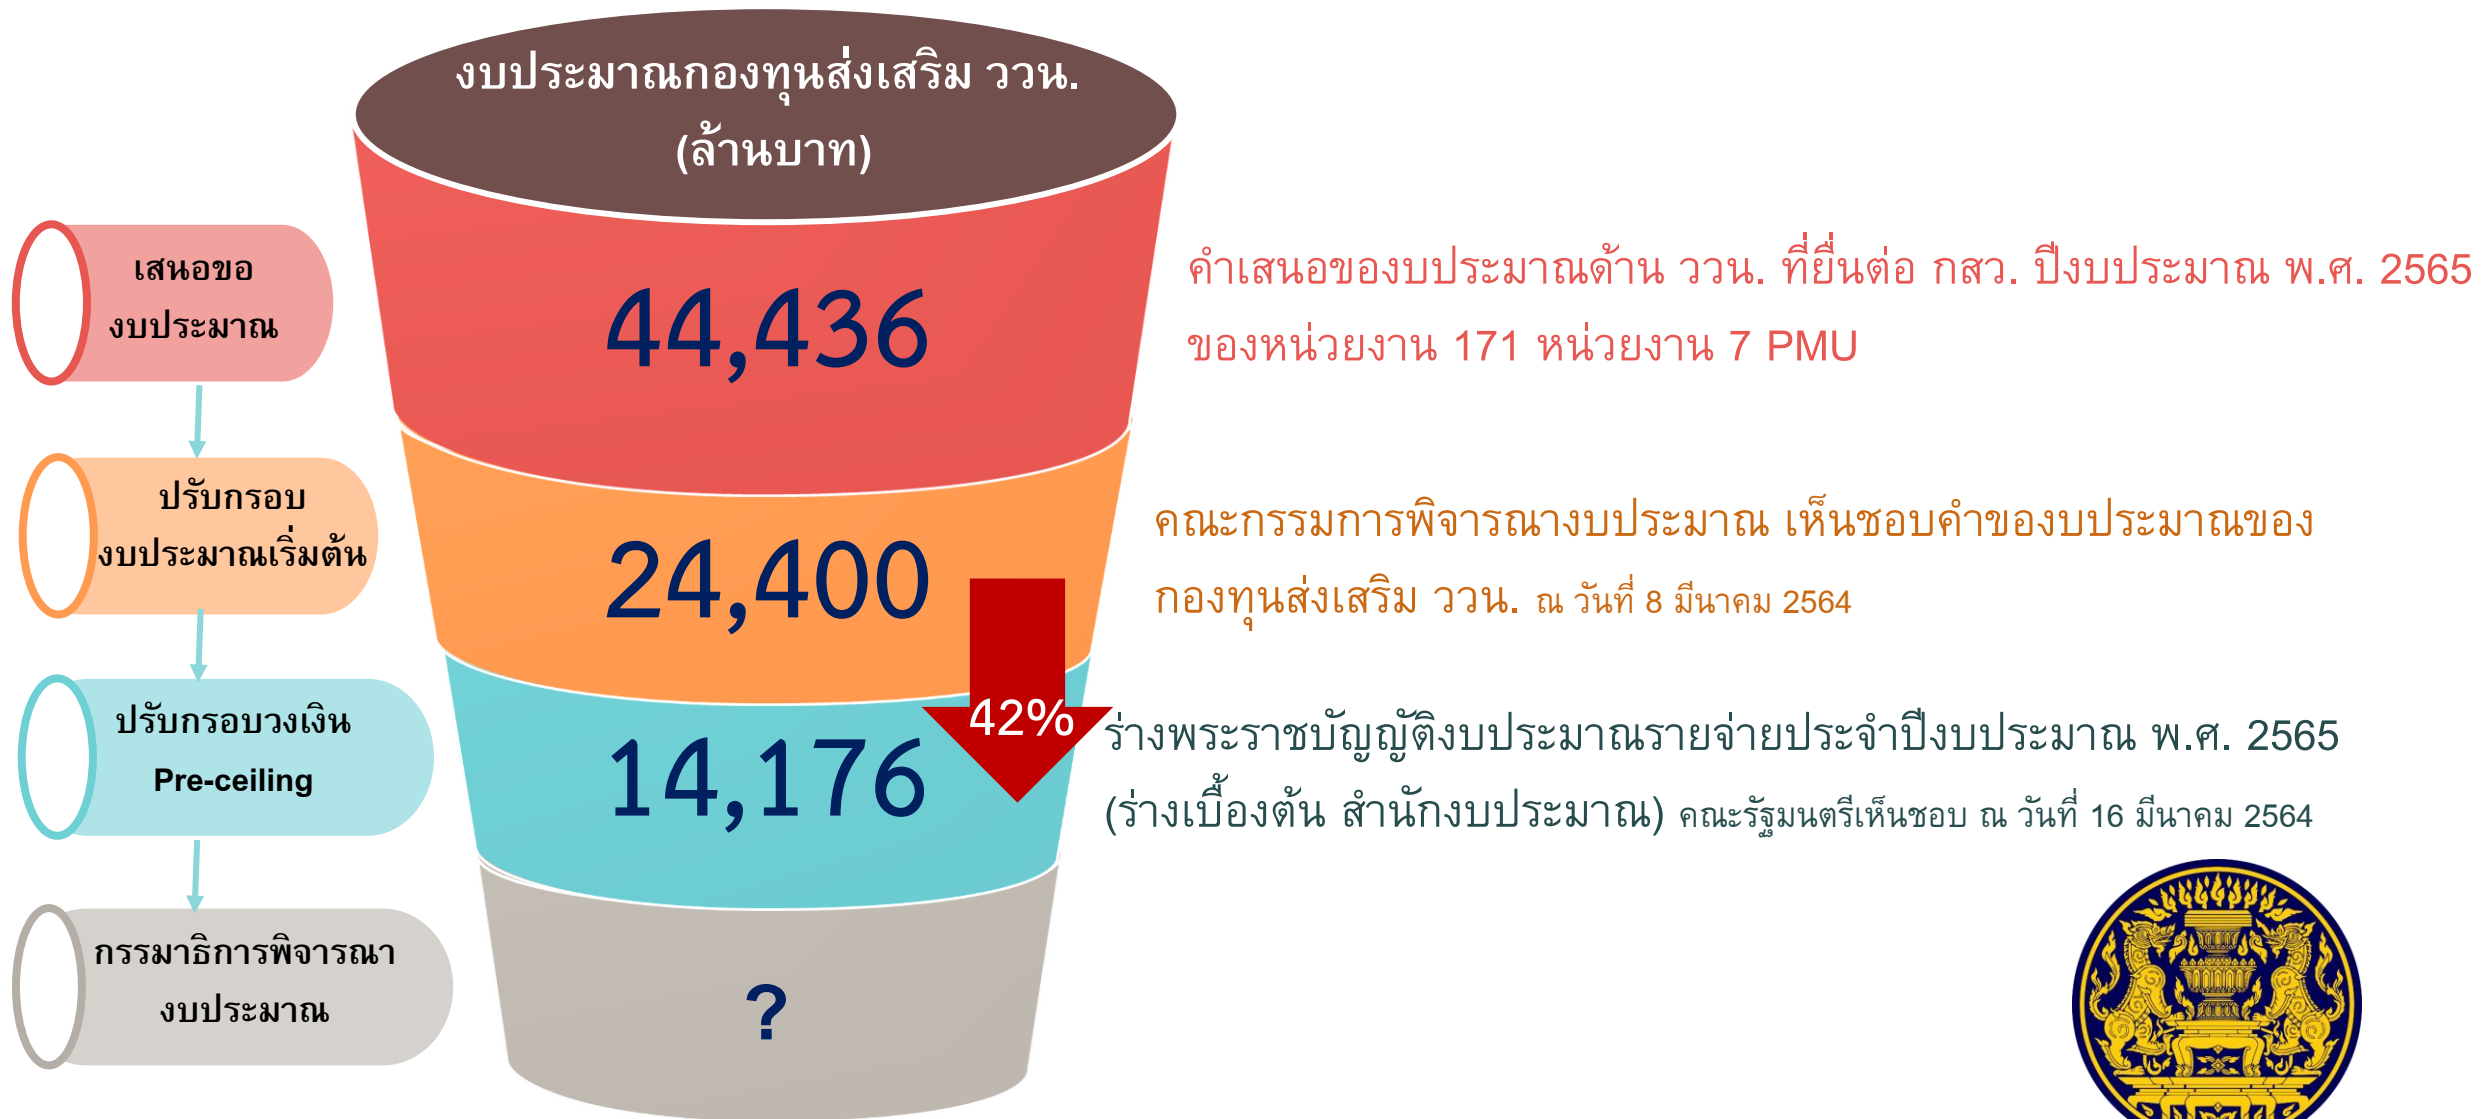 งบประมาณกองทุนส่งเสริม ววน.
(ล้านบาท)
เสนอขอ
งบประมาณ
44,436
คำเสนอของบประมาณด้าน ววน. ที่ยื่นต่อ กสว. ปีงบประมาณ พ.ศ. 2565
ของหน่วยงาน 171 หน่วยงาน 7 PMU
ปรับกรอบ
งบประมาณเริ่มต้น
24,400
คณะกรรมการพิจารณางบประมาณ เห็นชอบคำของบประมาณของ
กองทุนส่งเสริม ววน. ณ วันที่ 8 มีนาคม 2564
42%
ปรับกรอบวงเงิน
Pre-ceiling
14,176
ร่างพระราชบัญญัติงบประมาณรายจ่ายประจำปีงบประมาณ พ.ศ. 2565
(ร่างเบื้องต้น สำนักงบประมาณ) คณะรัฐมนตรีเห็นชอบ ณ วันที่ 16 มีนาคม 2564
กรรมาธิการพิจารณา
งบประมาณ
?